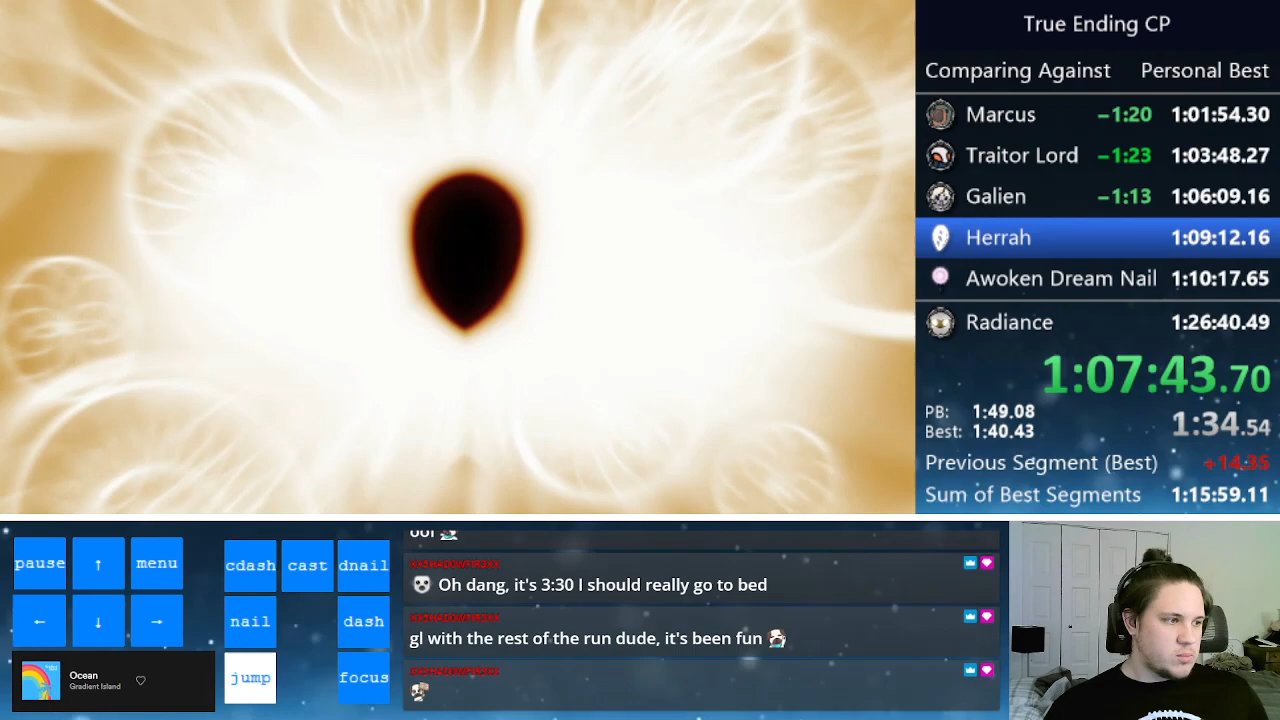 True Ending CP
Comparing Against Personal Best
Marcus −1:20 1:01:54.30
Traitor Lord −1:23 1:03:48.27
Galien −1:13 1:06:09.16
Herrah 1:09:12.16
Awoken Dream Nail 1:10:17.65
Radiance 1:26:40.49
1:07:43.70
PB: 1:49.08
Best: 1:40.43
1:34.54
Previous Segment (Best) +14.35
Sum of Best Segments 1:15:59.11
pause ↑ menu
← ↓ →
cdash cast dnail
nail dash
jump focus
Ocean
Gradient Island
oof
Oh dang, it's 3:30 I should really go to bed
gl with the rest of the run dude, it's been fun